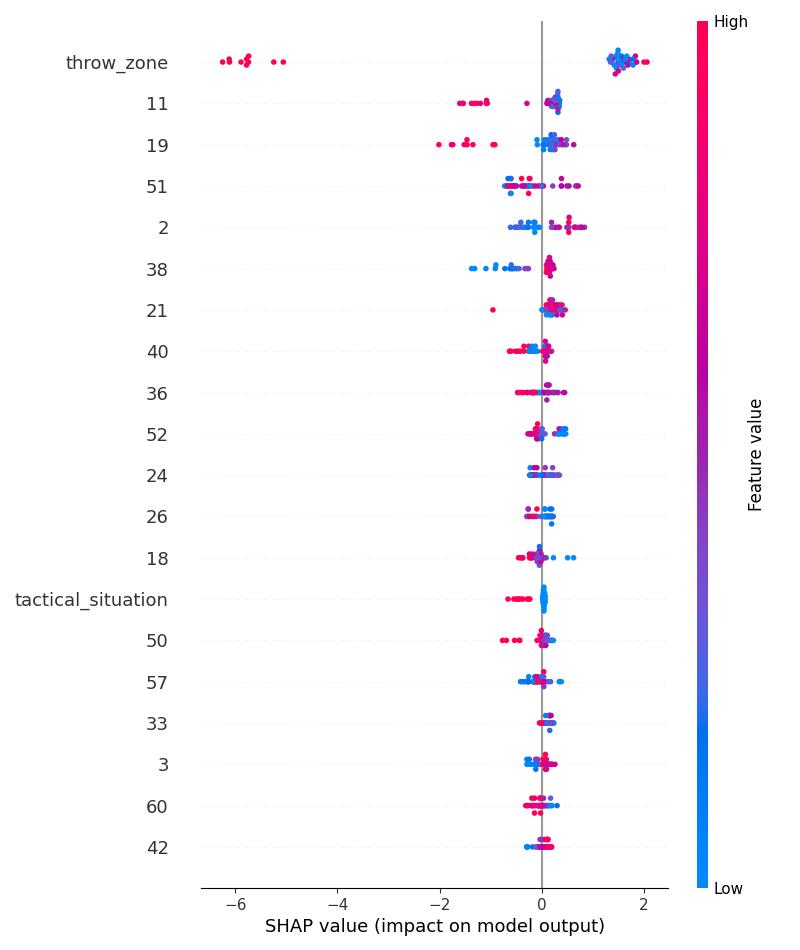 High
throw_zone
11
19
51
2
38
21
40
36
52
24
26
18
tactical_situation
50
57
33
3
60
42
Feature value
Low
−6 −4 −2 0 2
SHAP value (impact on model output)